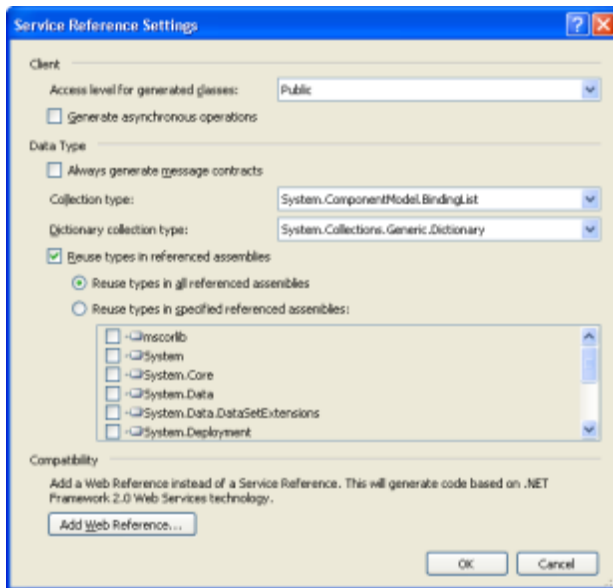 Service Reference Settings
Client
Access level for generated classes: Public
Generate asynchronous operations
Data Type
Always generate message contracts
Collection type: System.ComponentModel.BindingList
Dictionary collection type: System.Collections.Generic.Dictionary
Reuse types in referenced assemblies
Reuse types in all referenced assemblies
Reuse types in specified referenced assemblies:
mscorlib
System
System.Core
System.Data
System.Data.DataSetExtensions
System.Deployment
Compatibility
Add a Web Reference instead of a Service Reference. This will generate code based on .NET
Framework 2.0 Web Services technology.
Add Web Reference...
OK Cancel